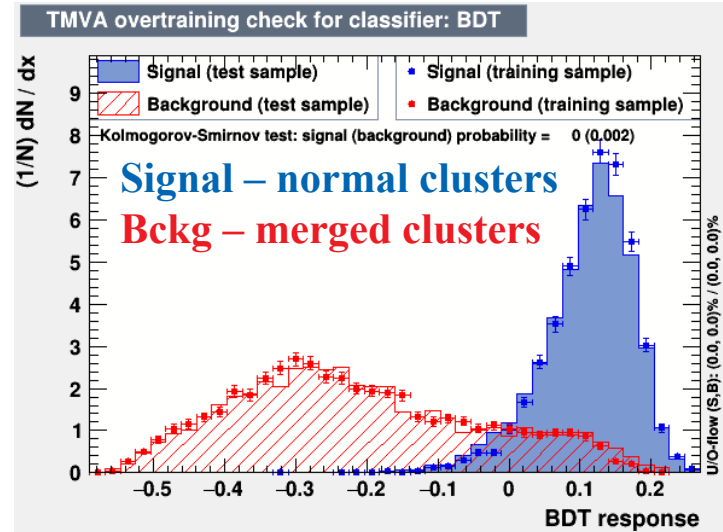 TMVA overtraining check for classifier: BDT
(1/N) dN / dx
Signal (test sample)
Signal (training sample)
Background (test sample)
Background (training sample)
Kolmogorov-Smirnov test: signal (background) probability = 0 (0.002)
Signal – normal clusters
Bckg – merged clusters
9
8
7
6
5
4
3
2
1
0
−0.5 −0.4 −0.3 −0.2 −0.1 0 0.1 0.2
BDT response
U/O-flow (S,B): (0.0, 0.0)% / (0.0, 0.0)%